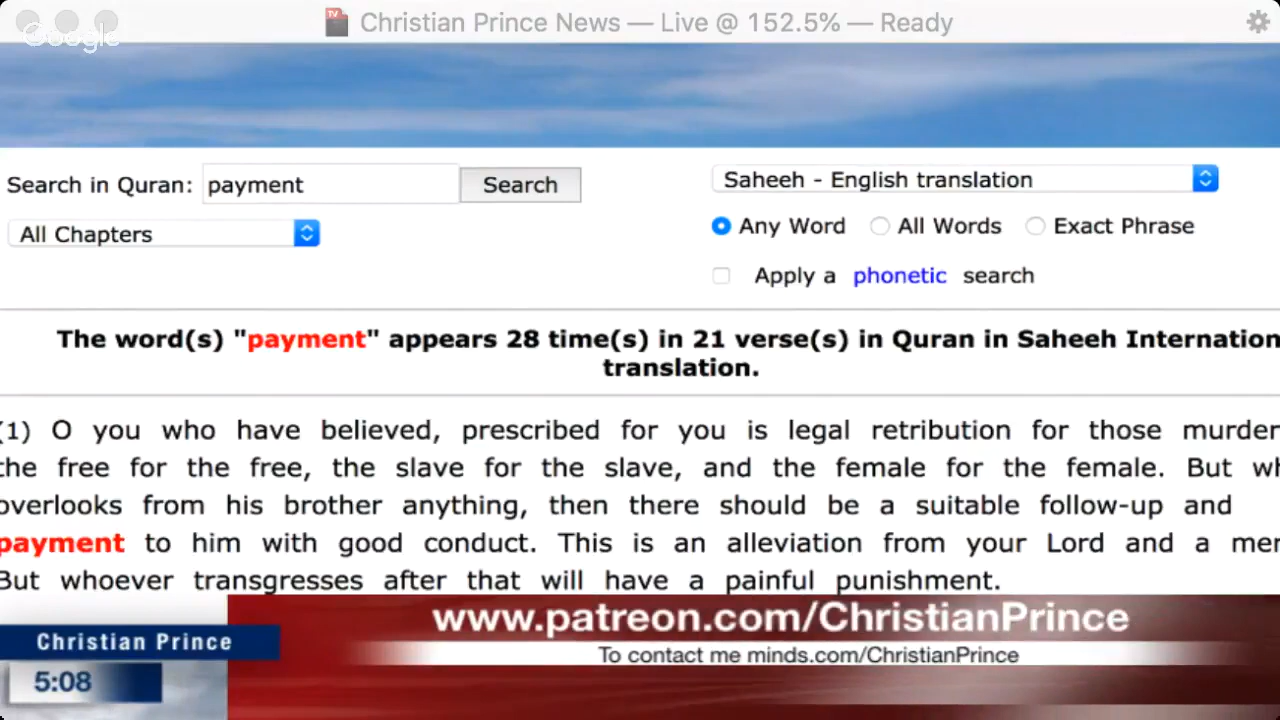 Christian Prince News — Live @ 152.5% — Ready
Google
Search in Quran: payment Search
Saheeh - English translation
All Chapters
Any Word All Words Exact Phrase
Apply a phonetic search
The word(s) "payment" appears 28 time(s) in 21 verse(s) in Quran in Saheeh Internation
translation.
(1) O you who have believed, prescribed for you is legal retribution for those murder
the free for the free, the slave for the slave, and the female for the female. But wh
overlooks from his brother anything, then there should be a suitable follow-up and
payment to him with good conduct. This is an alleviation from your Lord and a mer
But whoever transgresses after that will have a painful punishment.
www.patreon.com/ChristianPrince
Christian Prince
To contact me minds.com/ChristianPrince
5:08